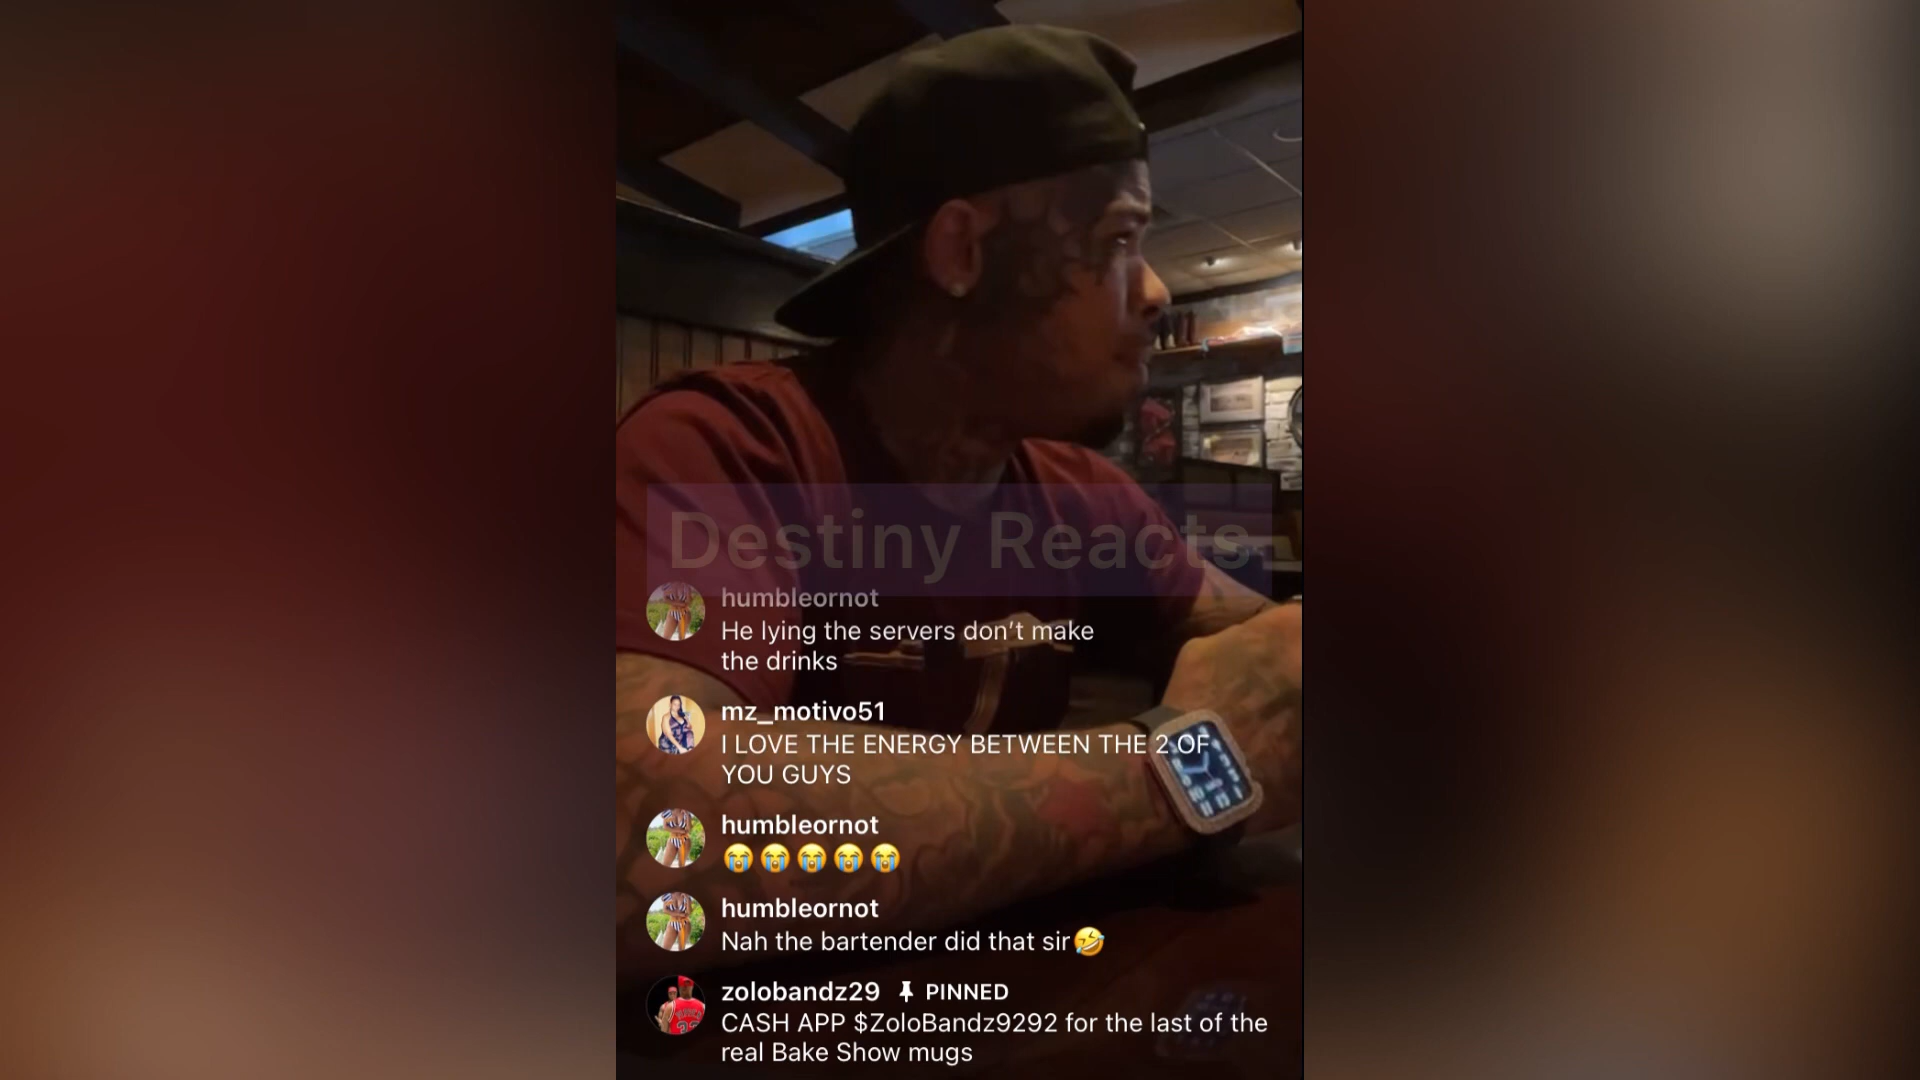 Destiny Reacts
humbleornot
He lying the servers don’t make
the drinks
mz_motivo51
I LOVE THE ENERGY BETWEEN THE 2 OF
YOU GUYS
humbleornot
😭😭😭😭😭
humbleornot
Nah the bartender did that sir🤣
zolobandz29 📌 PINNED
CASH APP $ZoloBandz9292 for the last of the
real Bake Show mugs